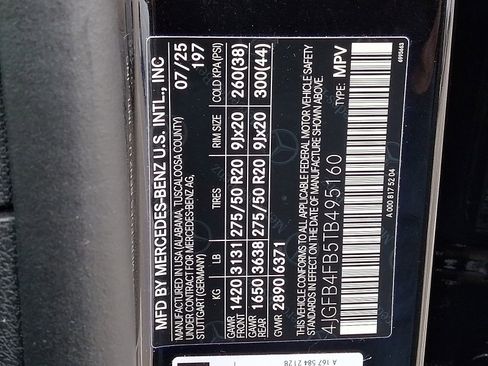 MFD BY MERCEDES-BENZ U.S. INTL., INC
MANUFACTURED IN USA (ALABAMA, TUSCALOOSA COUNTY)
UNDER CONTRACT FOR MERCEDES-BENZ AG,
STUTTGART (GERMANY)
07/25
197
KG LB TIRES RIM SIZE COLD KPA(PSI)
GAWR FRONT 1420 3131 275/50 R20 9Jx20 260(38)
GAWR REAR 1650 3638 275/50 R20 9Jx20 300(44)
GVWR 2890 6371
THIS VEHICLE CONFORMS TO ALL APPLICABLE FEDERAL MOTOR VEHICLE SAFETY
STANDARDS IN EFFECT ON THE DATE OF MANUFACTURE SHOWN ABOVE.
4JGFB4FB5TB495160 TYPE: MPV
A 000 817 52 04
A 167 584 21 28